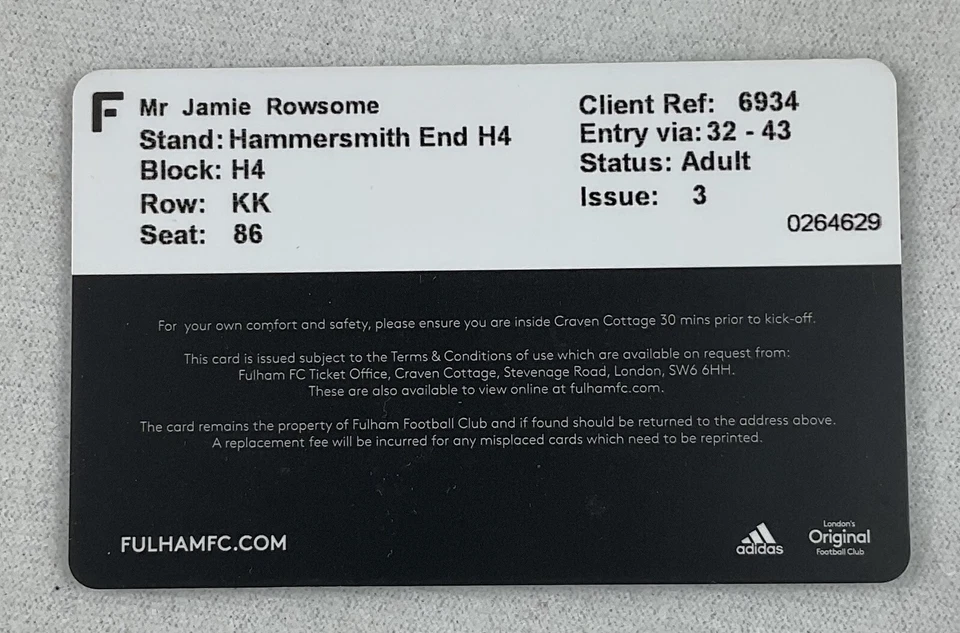 F
Mr Jamie Rowsome
Stand: Hammersmith End H4
Block: H4
Row: KK
Seat: 86
Client Ref: 6934
Entry via: 32 - 43
Status: Adult
Issue: 3
0264629
For your own comfort and safety, please ensure you are inside Craven Cottage 30 mins prior to kick-off.
This card is issued subject to the Terms & Conditions of use which are available on request from:
Fulham FC Ticket Office, Craven Cottage, Stevenage Road, London, SW6 6HH.
These are also available to view online at fulhamfc.com.
The card remains the property of Fulham Football Club and if found should be returned to the address above.
A replacement fee will be incurred for any misplaced cards which need to be reprinted.
FULHAMFC.COM
adidas
London's
Original
Football Club